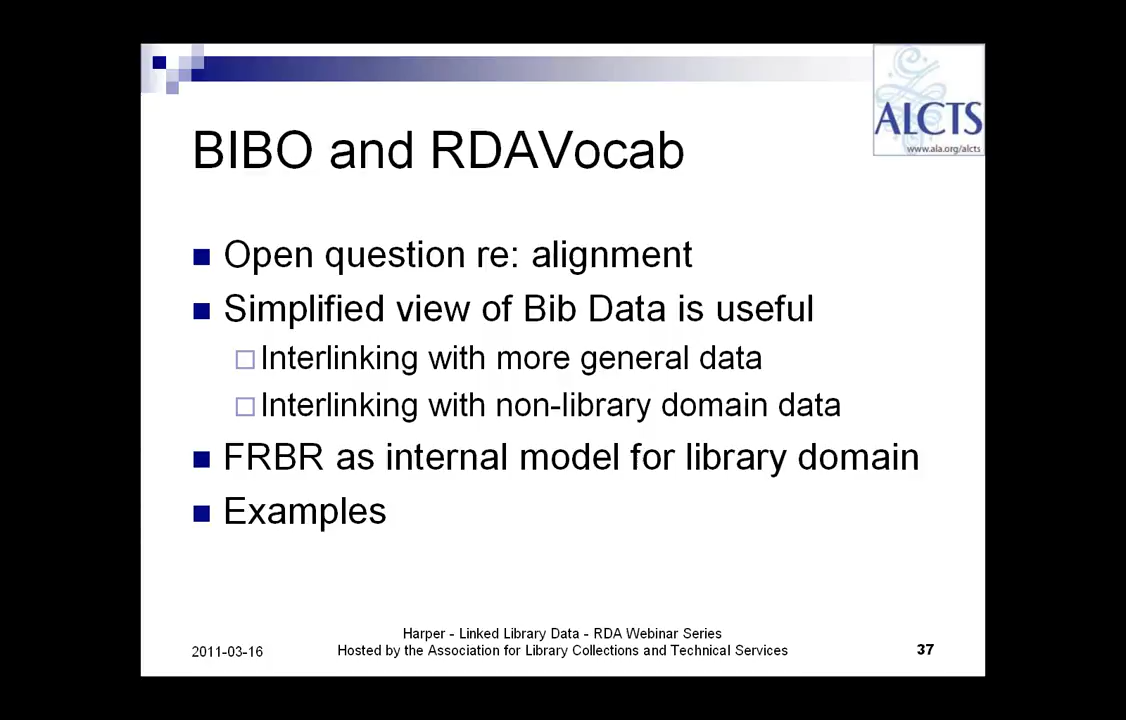 ALCTS
www.ala.org/alcts
BIBO and RDAVocab
Open question re: alignment
Simplified view of Bib Data is useful
Interlinking with more general data
Interlinking with non-library domain data
FRBR as internal model for library domain
Examples
2011-03-16
Harper - Linked Library Data - RDA Webinar Series
Hosted by the Association for Library Collections and Technical Services
37